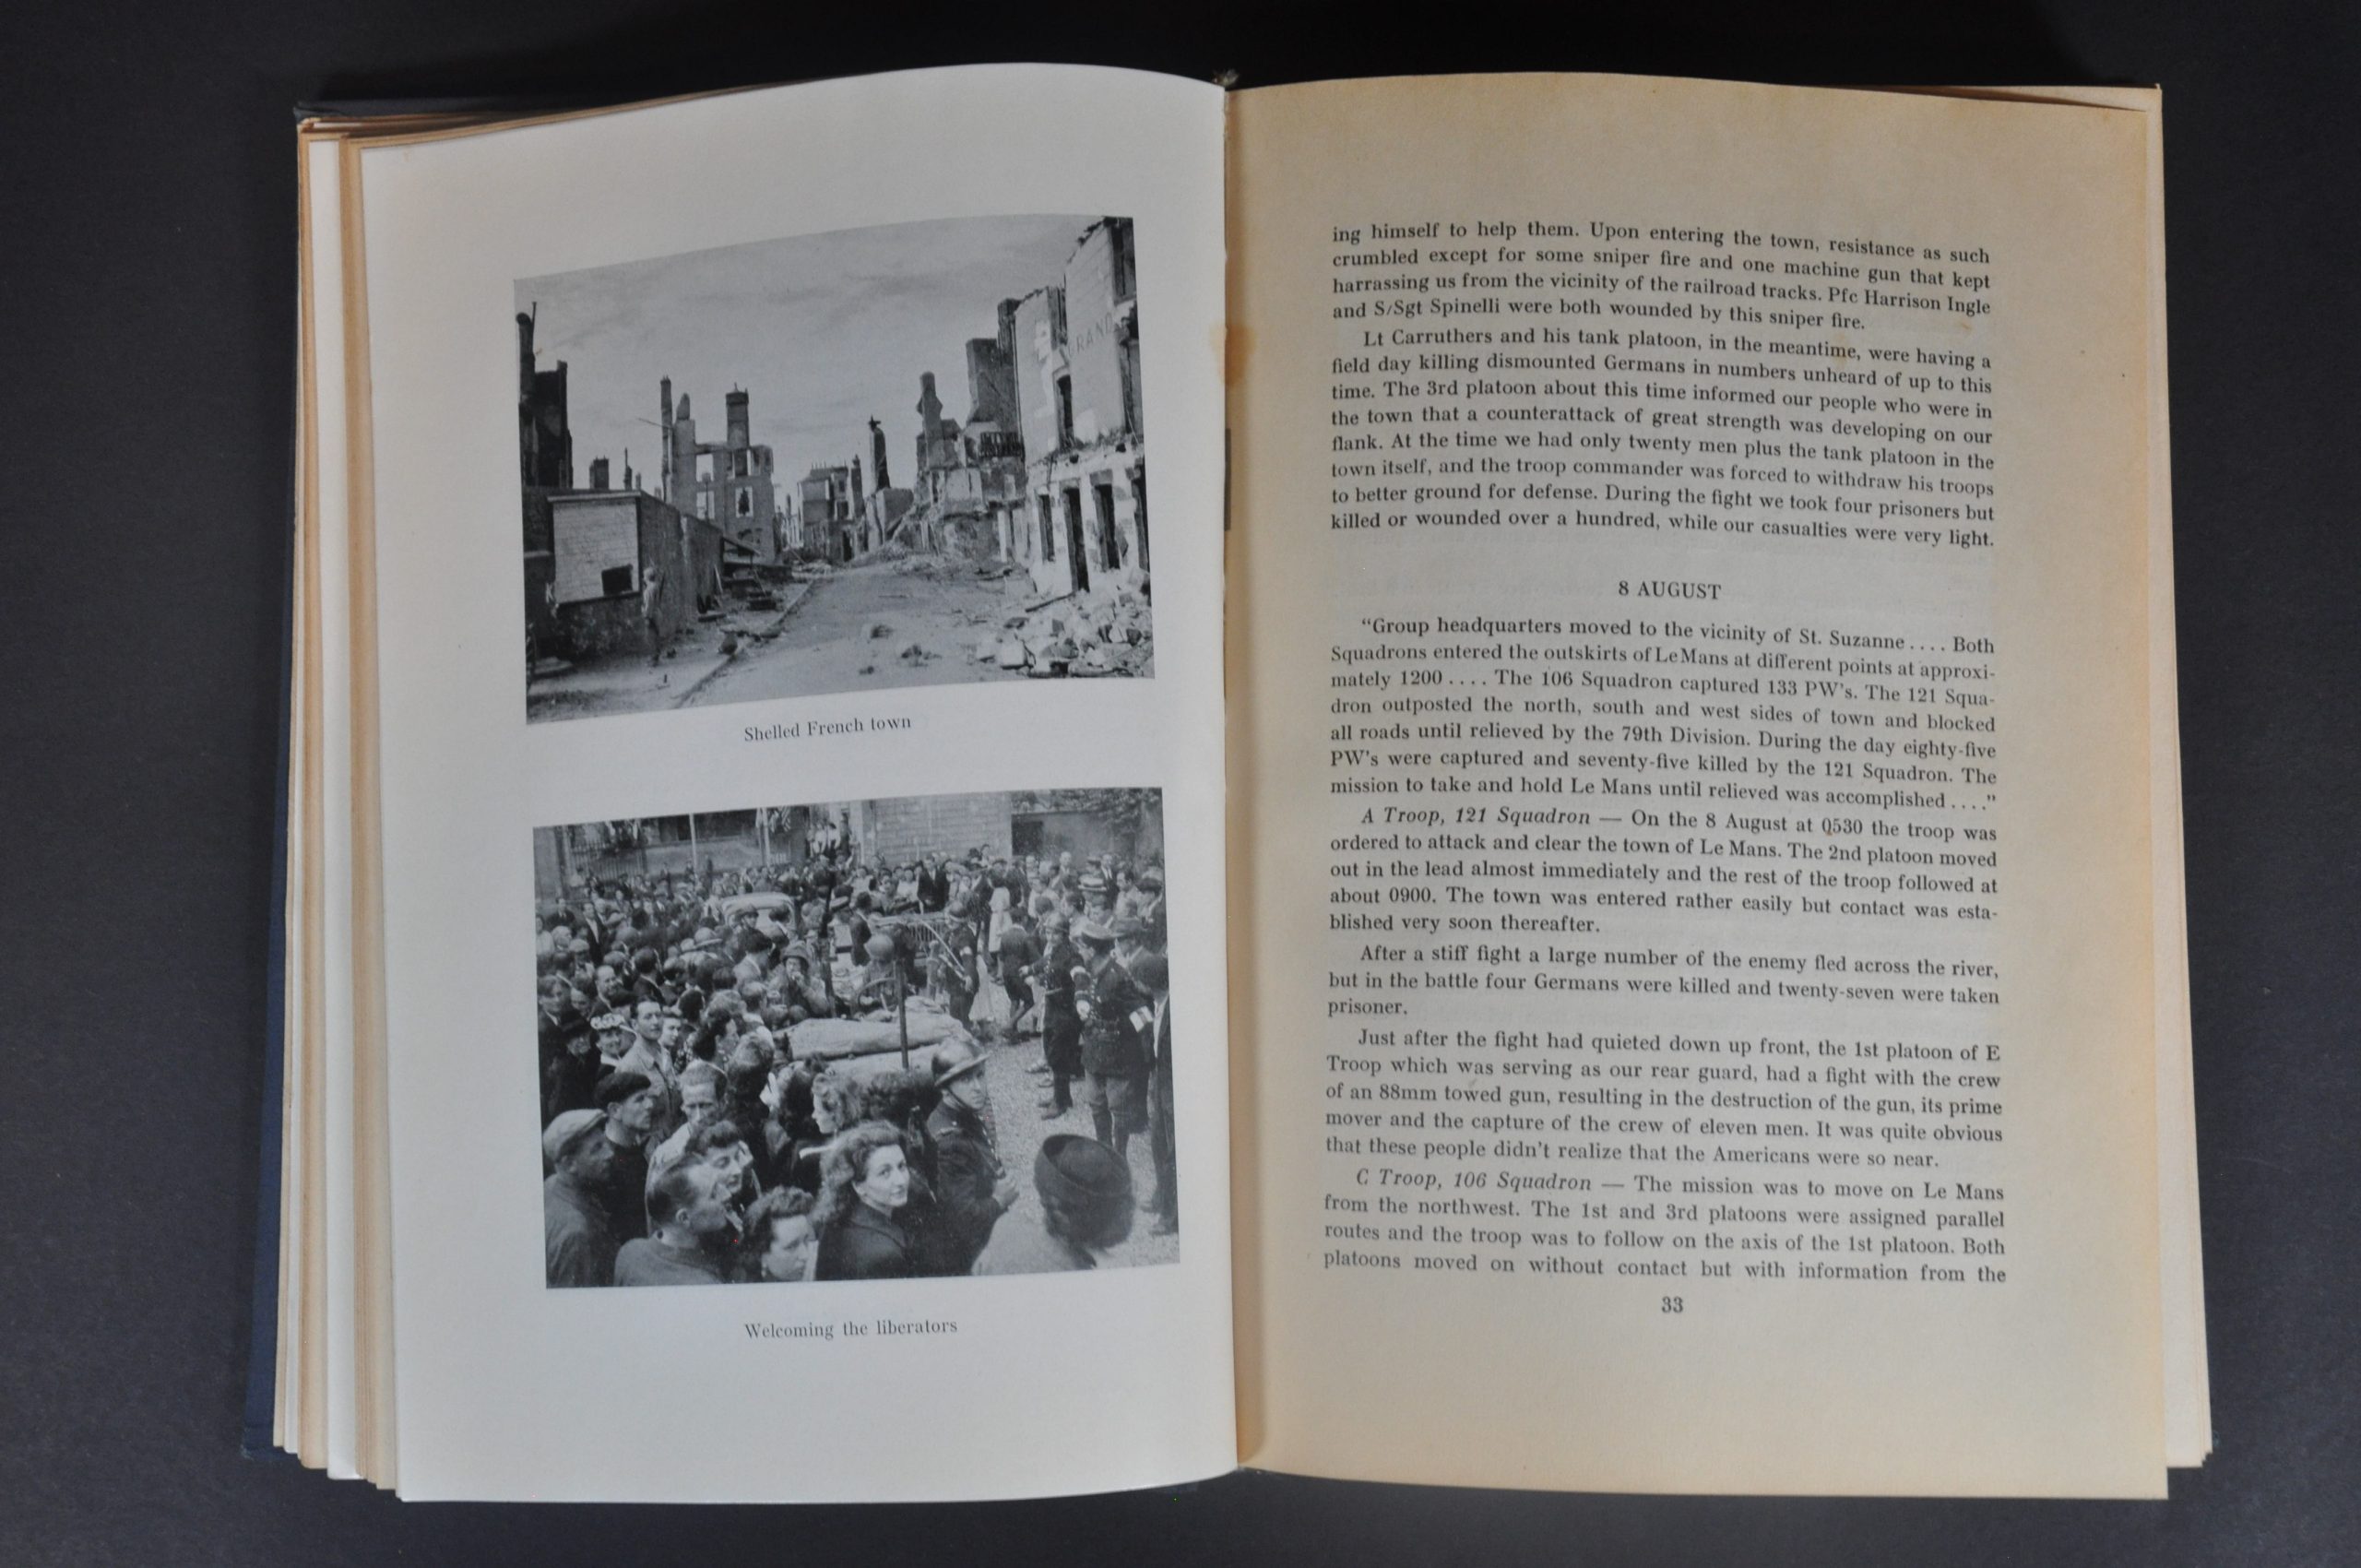 RAND
Shelled French town
Welcoming the liberators
ing himself to help them. Upon entering the town, resistance as such
crumbled except for some sniper fire and one machine gun that kept
harrassing us from the vicinity of the railroad tracks. Pfc Harrison Ingle
and S/Sgt Spinelli were both wounded by this sniper fire.
Lt Carruthers and his tank platoon, in the meantime, were having a
field day killing dismounted Germans in numbers unheard of up to this
time. The 3rd platoon about this time informed our people who were in
the town that a counterattack of great strength was developing on our
flank. At the time we had only twenty men plus the tank platoon in the
town itself, and the troop commander was forced to withdraw his troops
to better ground for defense. During the fight we took four prisoners but
killed or wounded over a hundred, while our casualties were very light.
8 AUGUST
“Group headquarters moved to the vicinity of St. Suzanne .... Both
Squadrons entered the outskirts of LeMans at different points at approxi-
mately 1200 .... The 106 Squadron captured 133 PW's. The 121 Squa-
dron outposted the north, south and west sides of town and blocked
all roads until relieved by the 79th Division. During the day eighty-five
PW's were captured and seventy-five killed by the 121 Squadron. The
mission to take and hold Le Mans until relieved was accomplished ....”
A Troop, 121 Squadron — On the 8 August at 0530 the troop was
ordered to attack and clear the town of Le Mans. The 2nd platoon moved
out in the lead almost immediately and the rest of the troop followed at
about 0900. The town was entered rather easily but contact was esta-
blished very soon thereafter.
After a stiff fight a large number of the enemy fled across the river,
but in the battle four Germans were killed and twenty-seven were taken
prisoner.
Just after the fight had quieted down up front, the 1st platoon of E
Troop which was serving as our rear guard, had a fight with the crew
of an 88mm towed gun, resulting in the destruction of the gun, its prime
mover and the capture of the crew of eleven men. It was quite obvious
that these people didn't realize that the Americans were so near.
C Troop, 106 Squadron — The mission was to move on Le Mans
from the northwest. The 1st and 3rd platoons were assigned parallel
routes and the troop was to follow on the axis of the 1st platoon. Both
platoons moved on without contact but with information from the
33